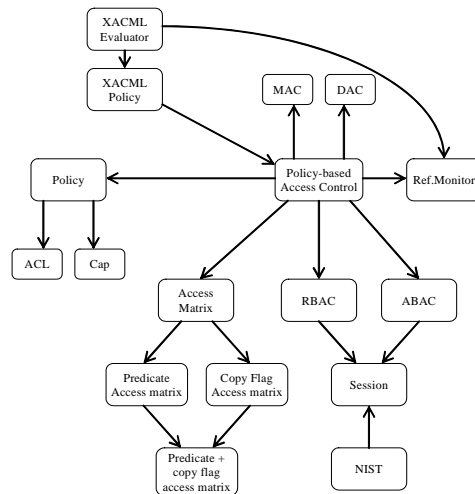 XACML
Evaluator
XACML
Policy
MAC
DAC
Policy
Policy-based
Access Control
Ref.Monitor
ACL
Cap
Access
Matrix
RBAC
ABAC
Predicate
Access matrix
Copy Flag
Access matrix
Session
Predicate +
copy flag
access matrix
NIST